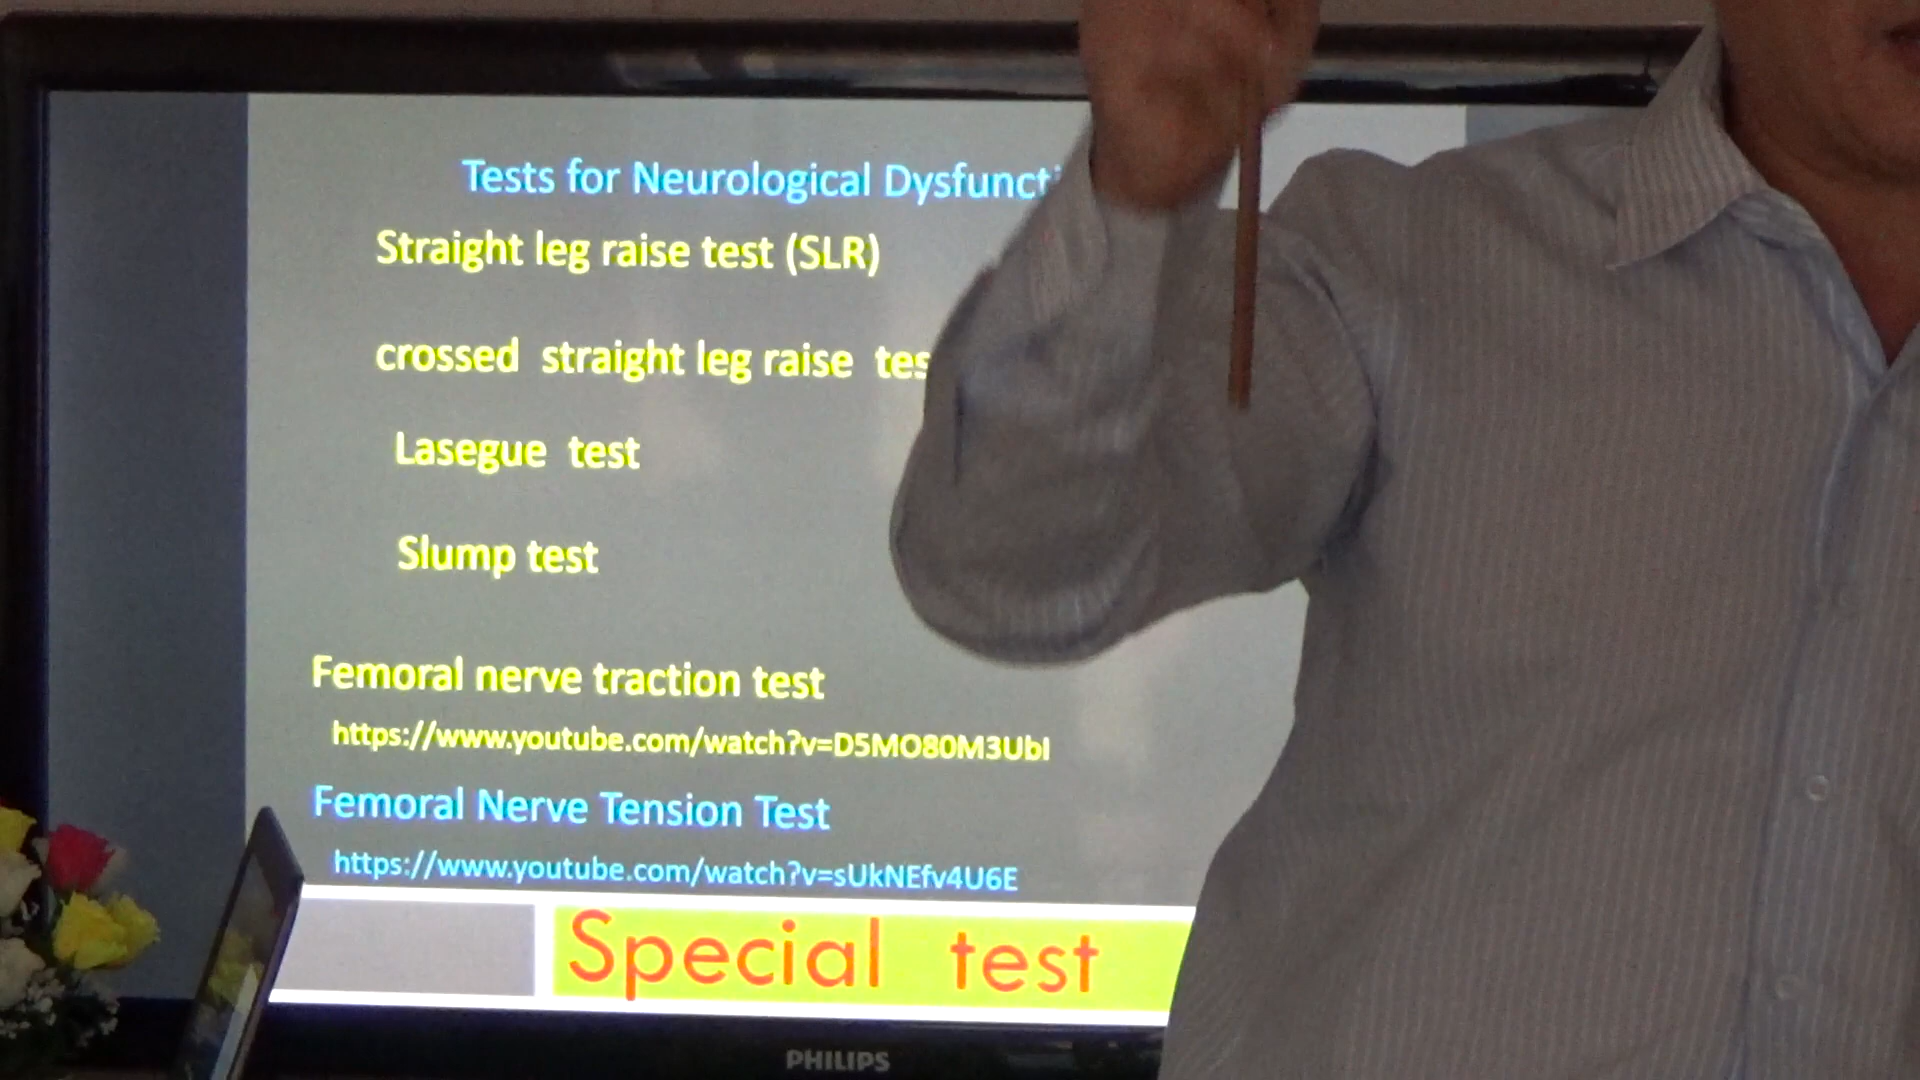 Tests for Neurological Dysfuncti
Straight leg raise test (SLR)
crossed straight leg raise tes
Lasegue test
Slump test
Femoral nerve traction test
https://www.youtube.com/watch?v=D5MO80M3UbI
Femoral Nerve Tension Test
https://www.youtube.com/watch?v=sUkNEfv4U6E
Special test
PHILIPS